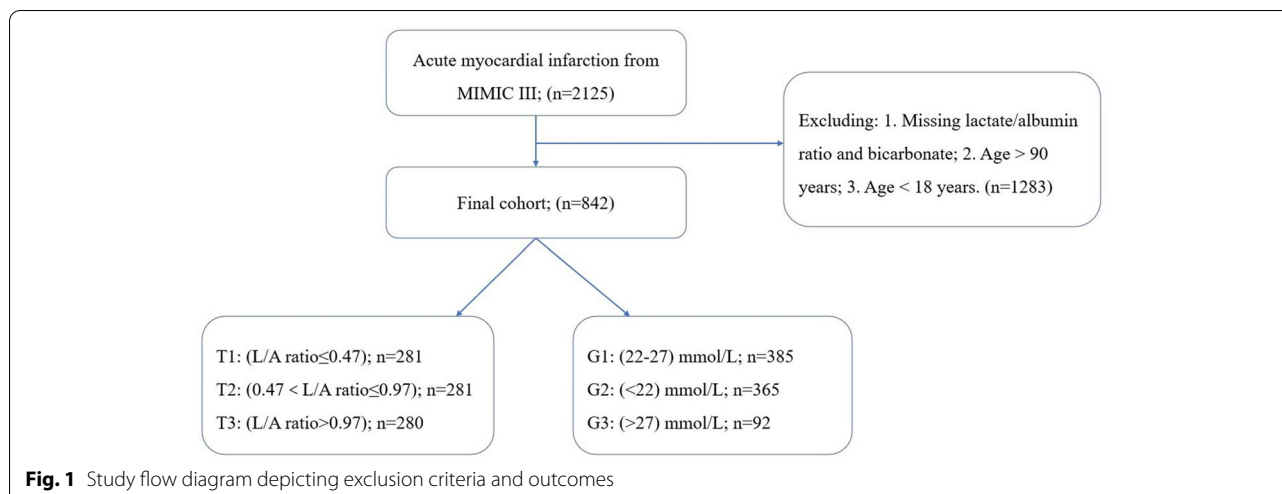 Acute myocardial infarction from
MIMIC III; (n=2125)
Excluding: 1. Missing lactate/albumin
ratio and bicarbonate; 2. Age > 90
years; 3. Age < 18 years. (n=1283)
Final cohort; (n=842)
T1: (L/A ratio≤0.47); n=281
T2: (0.47 < L/A ratio≤0.97); n=281
T3: (L/A ratio>0.97); n=280
G1: (22-27) mmol/L; n=385
G2: (<22) mmol/L; n=365
G3: (>27) mmol/L; n=92
Fig. 1 Study flow diagram depicting exclusion criteria and outcomes